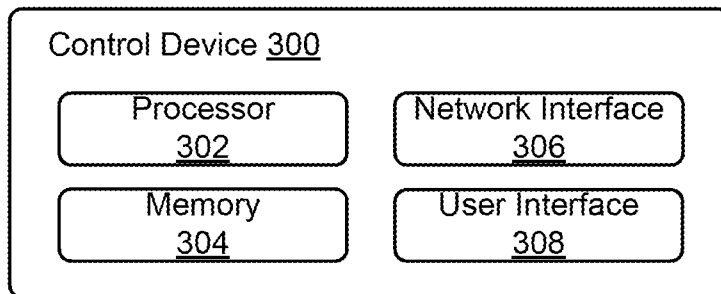 Control Device 300
Processor
302
Network Interface
306
Memory
304
User Interface
308